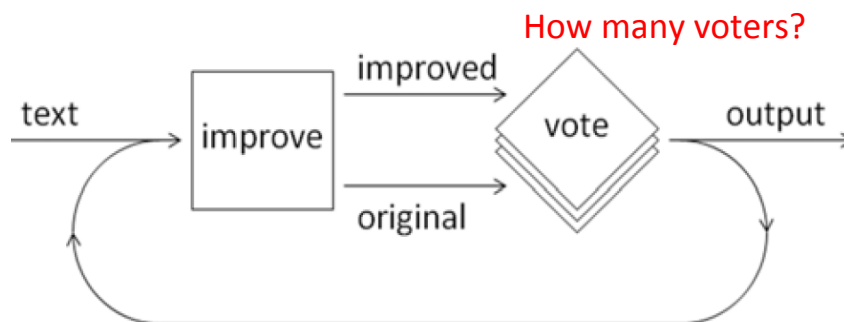 How many voters?
text
improve
improved
original
vote
output